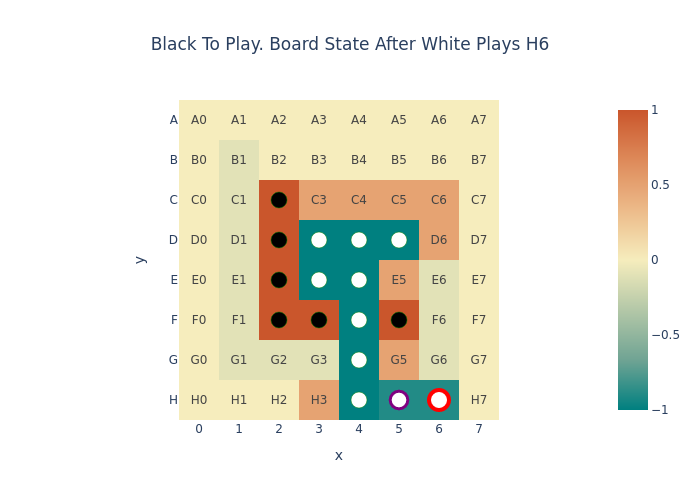 Black To Play. Board State After White Plays H6
A A0 A1 A2 A3 A4 A5 A6 A7
B B0 B1 B2 B3 B4 B5 B6 B7
C C0 C1 C3 C4 C5 C6 C7
D D0 D1 D6 D7
E E0 E1 E5 E6 E7
F F0 F1 F6 F7
G G0 G1 G2 G3 G5 G6 G7
H H0 H1 H2 H3 H7
0 1 2 3 4 5 6 7
x
y
1
0.5
0
−0.5
−1